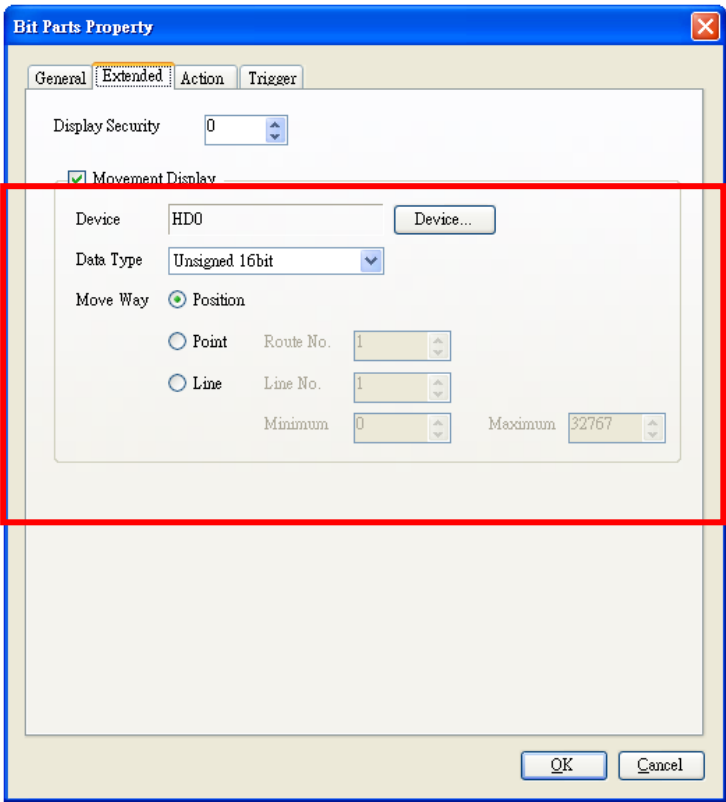 Bit Parts Property
General Extended Action Trigger
Display Security 0
Movement Display
Device HD0 Device...
Data Type Unsigned 16bit
Move Way Position
Point Route No. 1
Line Line No. 1
Minimum 0 Maximum 32767
OK Cancel